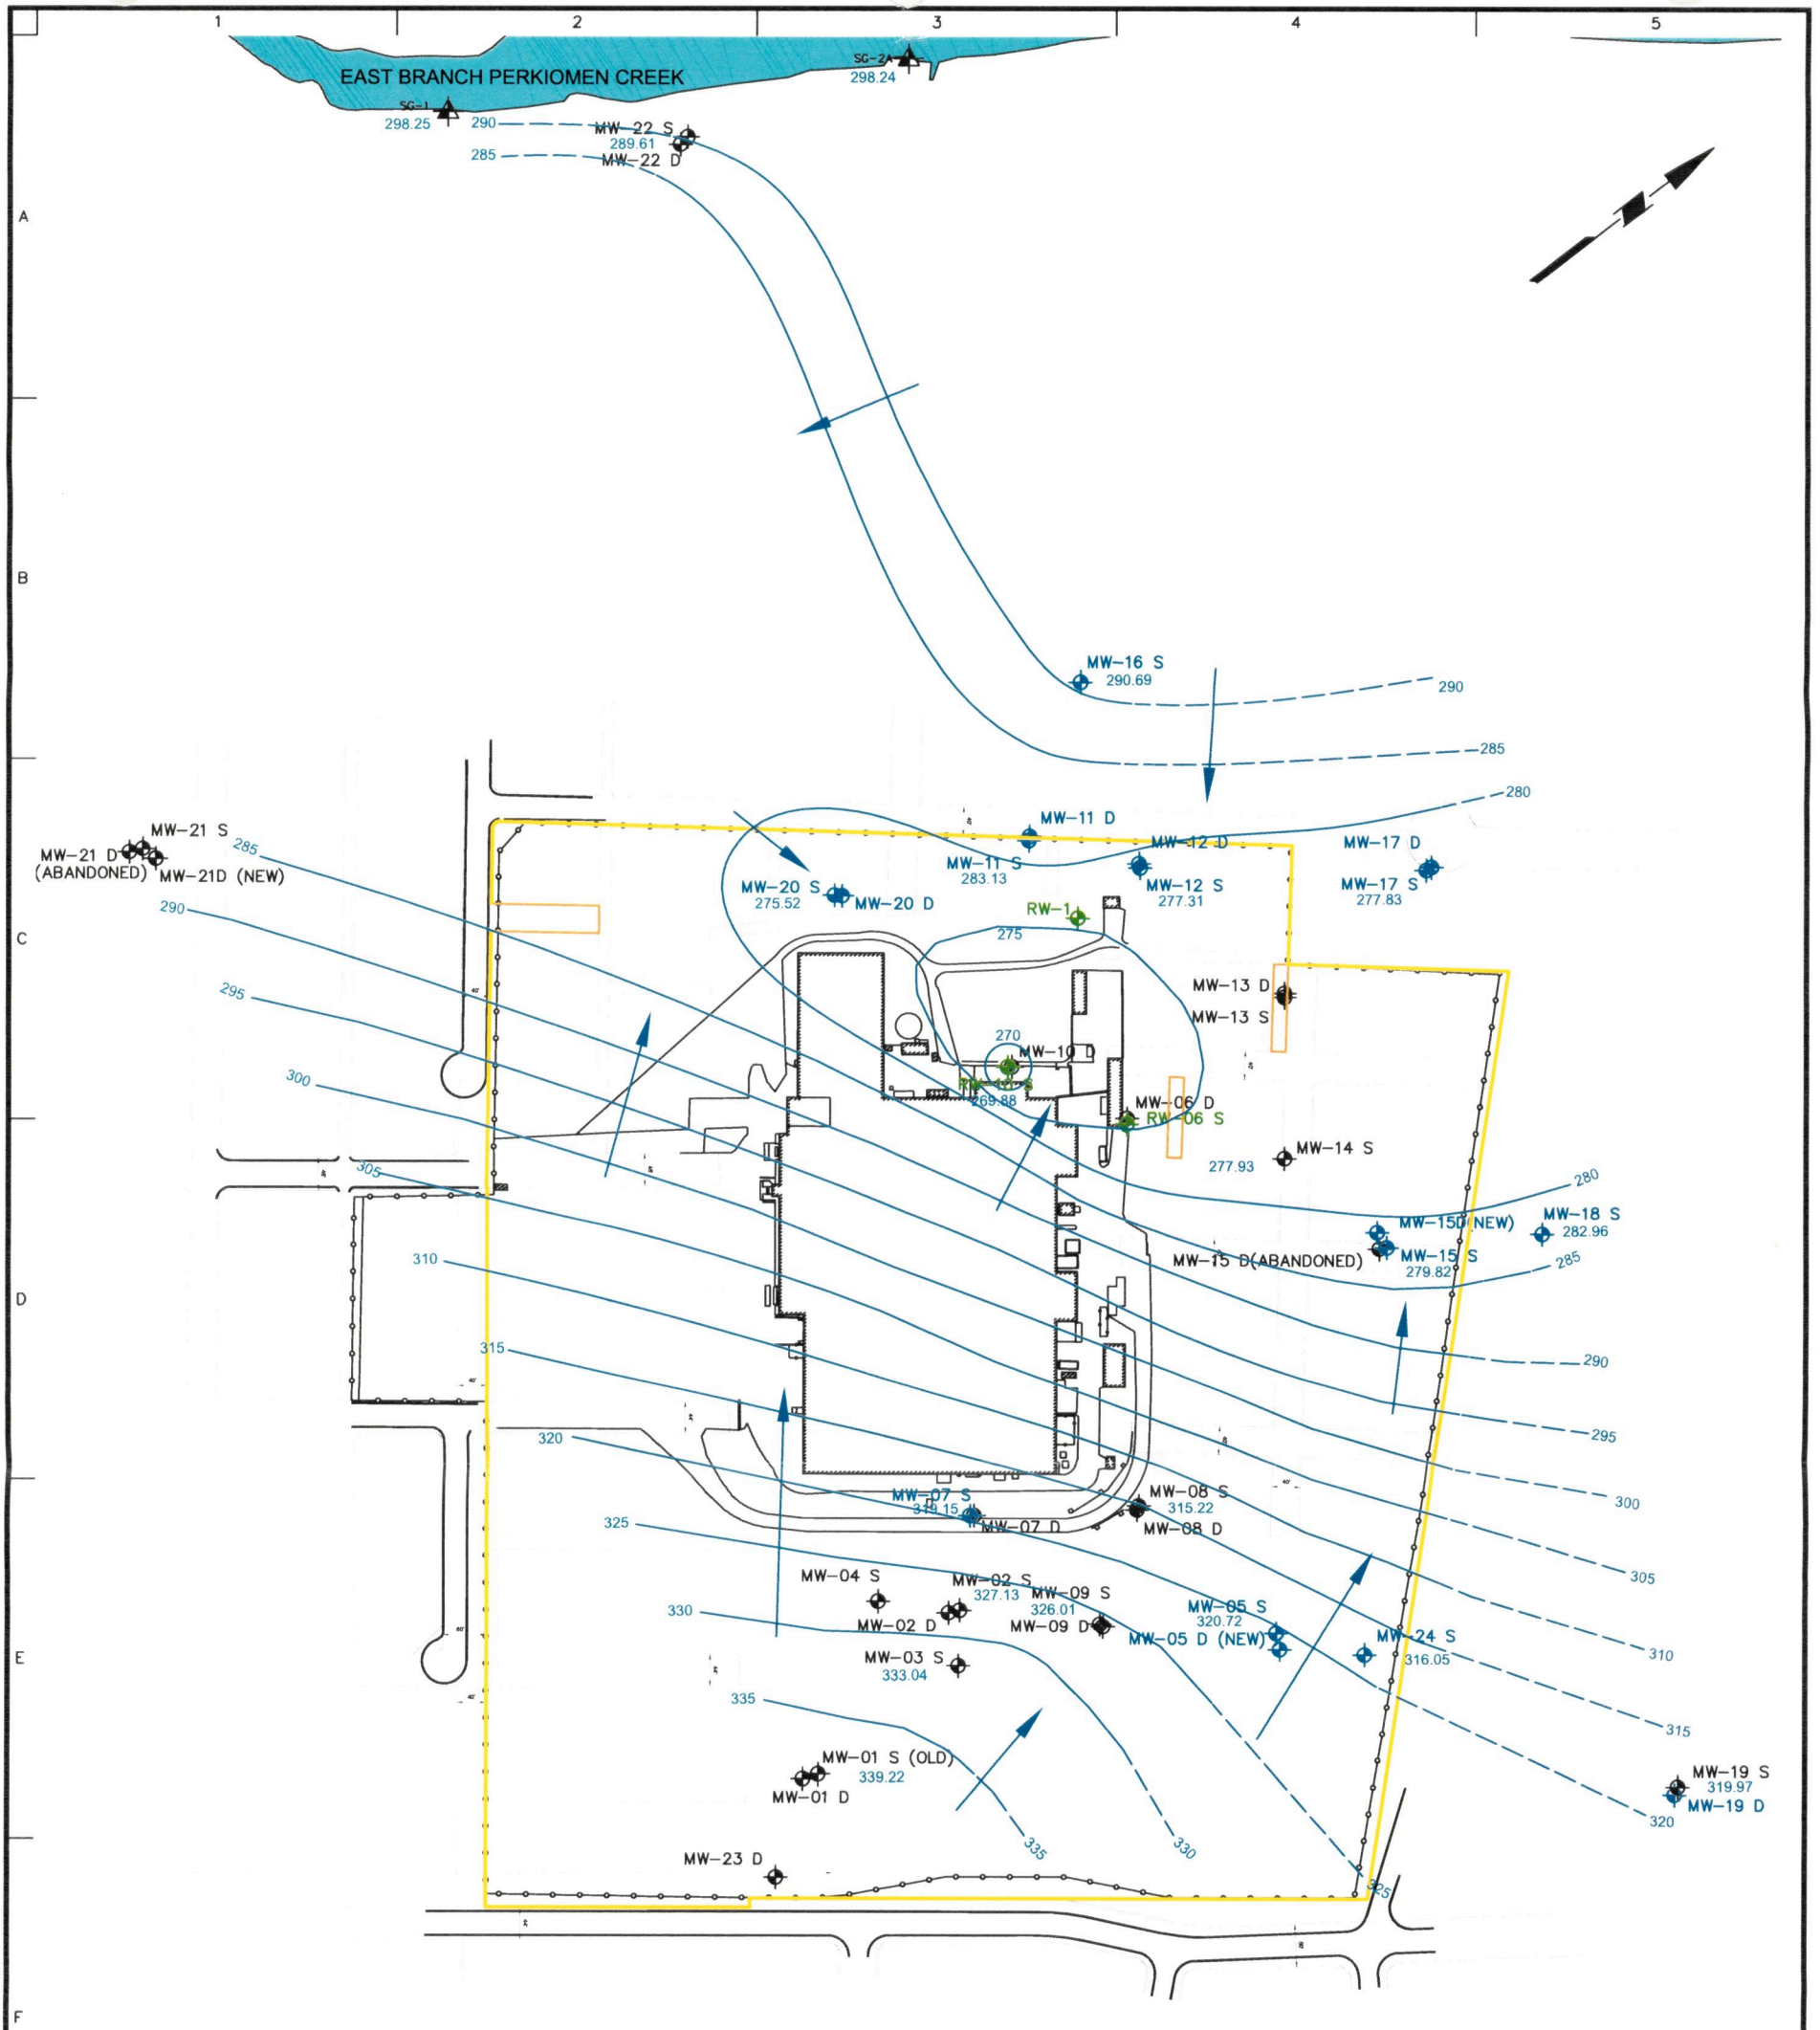 1 2 3 4 5
SG-2A
298.24
EAST BRANCH PERKIOMEN CREEK
SG-1
298.25
290
MW-22 S
289.61
285
MW-22 D
A
B
MW-16 S
290.69
290
285
280
MW-11 D
MW-21 S
285
MW-12 D
MW-17 D
MW-21 D
(ABANDONED)
MW-21D (NEW)
MW-11 S
283.13
MW-20 S
275.52
MW-20 D
MW-12 S
277.31
MW-17 S
277.83
290
RW-1
275
C
MW-13 D
295
MW-13 S
270
MW-10 D
300
RW-10 S
269.88
MW-06 D
RW-06 S
MW-14 S
277.93
305
280
MW-15D(NEW)
MW-18 S
282.96
310
MW-15 D(ABANDONED)
MW-15 S
279.82
285
D
315
290
320
295
MW-07 S
319.15
MW-08 S
315.22
300
325
MW-07 D
MW-08 D
MW-04 S
MW-02 S
327.13
MW-09 S
326.01
305
330
MW-02 D
MW-09 D
MW-05 S
320.72
MW-05 D (NEW)
MW-24 S
316.05
310
E
MW-03 S
333.04
335
315
MW-01 S (OLD)
339.22
MW-01 D
MW-19 S
319.97
MW-19 D
320
335
330
MW-23 D
325
F